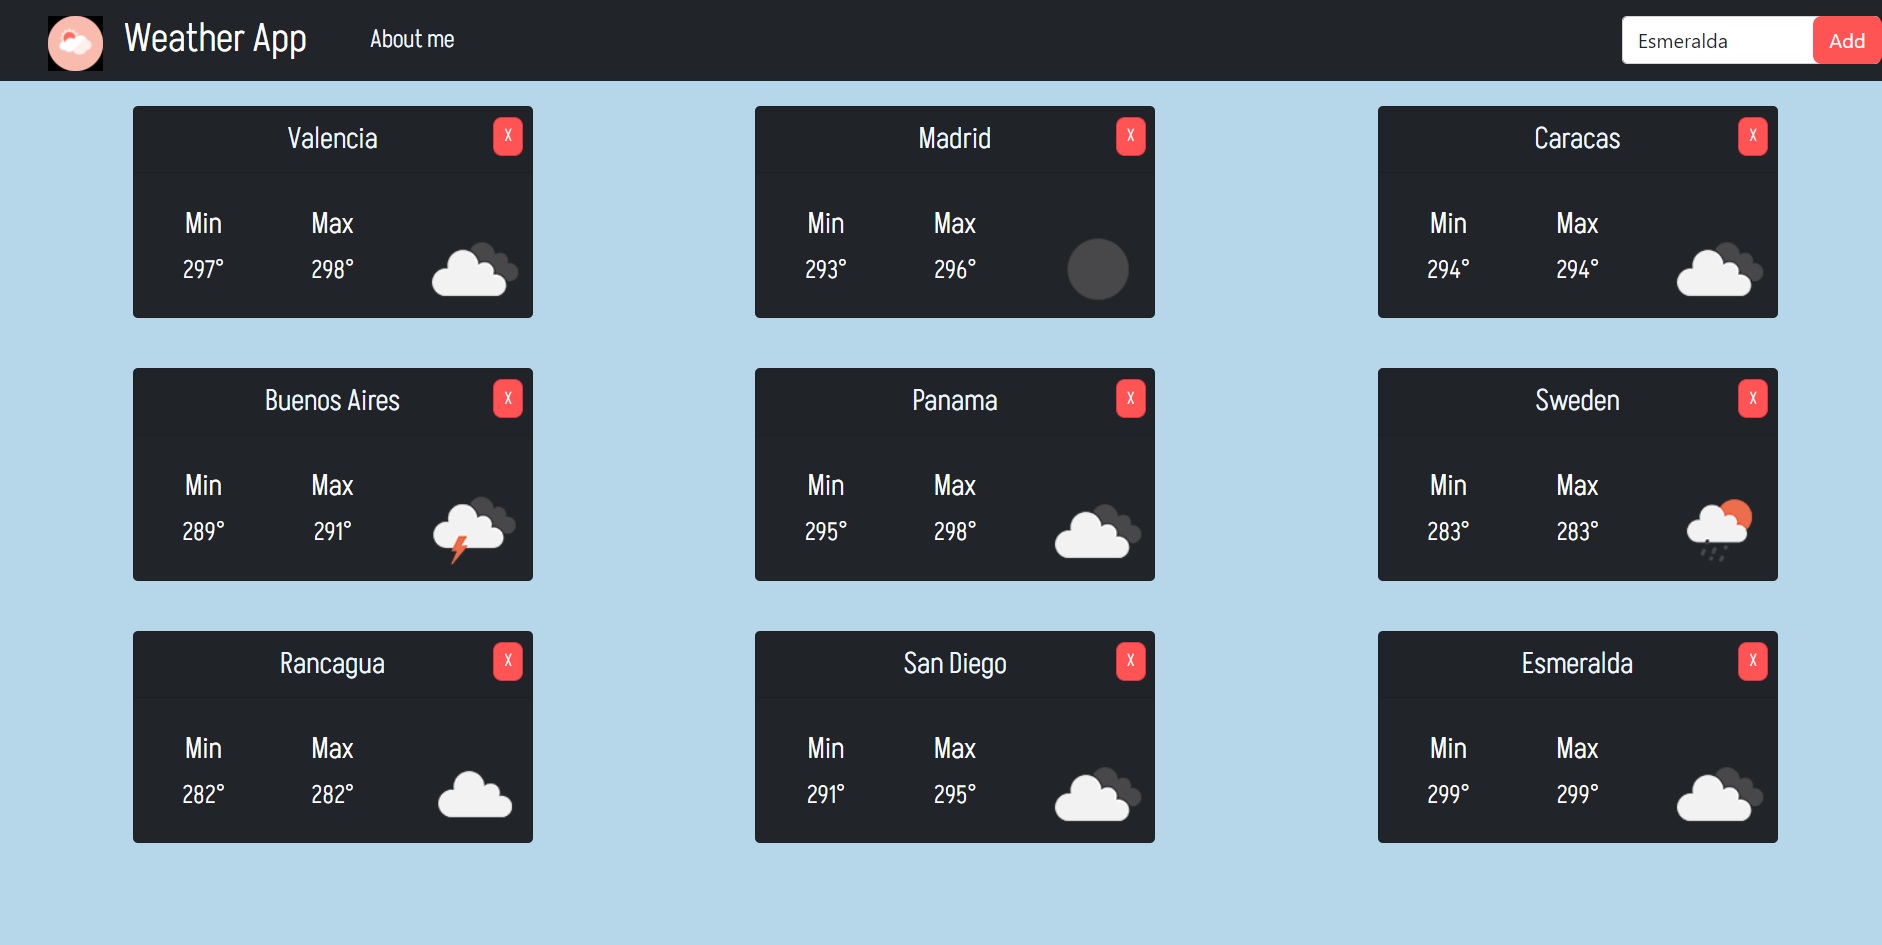 Weather App About me Esmeralda Add
Valencia X
Min Max
297° 298°
Madrid X
Min Max
293° 296°
Caracas X
Min Max
294° 294°
Buenos Aires X
Min Max
289° 291°
Panama X
Min Max
295° 298°
Sweden X
Min Max
283° 283°
Rancagua X
Min Max
282° 282°
San Diego X
Min Max
291° 295°
Esmeralda X
Min Max
299° 299°